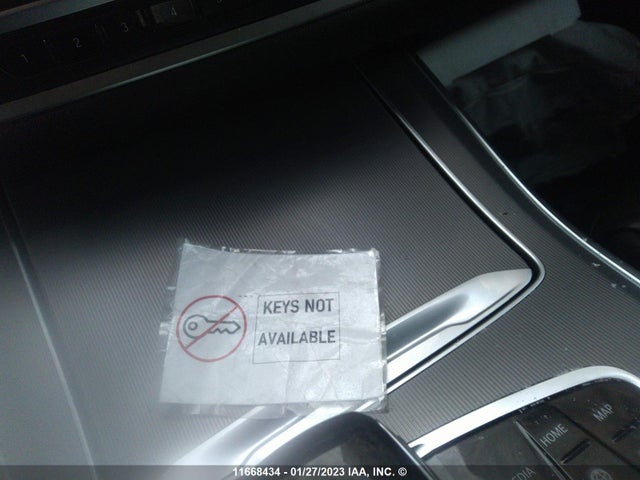 1 2 3 4
KEYS NOT
AVAILABLE
HOME MAP
11668434 - 01/27/2023 IAA, INC. ©